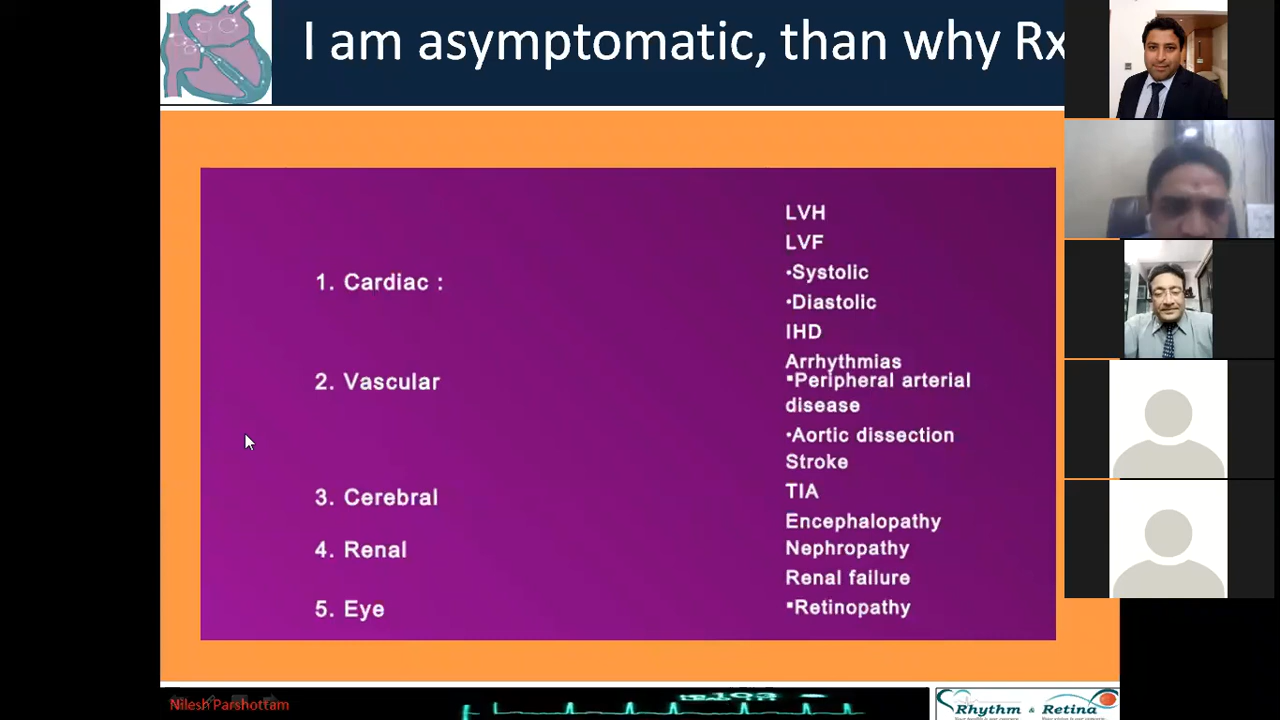 I am asymptomatic, than why Rx
1. Cardiac :
LVH
LVF
•Systolic
•Diastolic
IHD
Arrhythmias
2. Vascular
▪Peripheral arterial
disease
•Aortic dissection
3. Cerebral
Stroke
TIA
Encephalopathy
4. Renal
Nephropathy
Renal failure
5. Eye
▪Retinopathy
Nilesh Parshottam
Rhythm & Retina